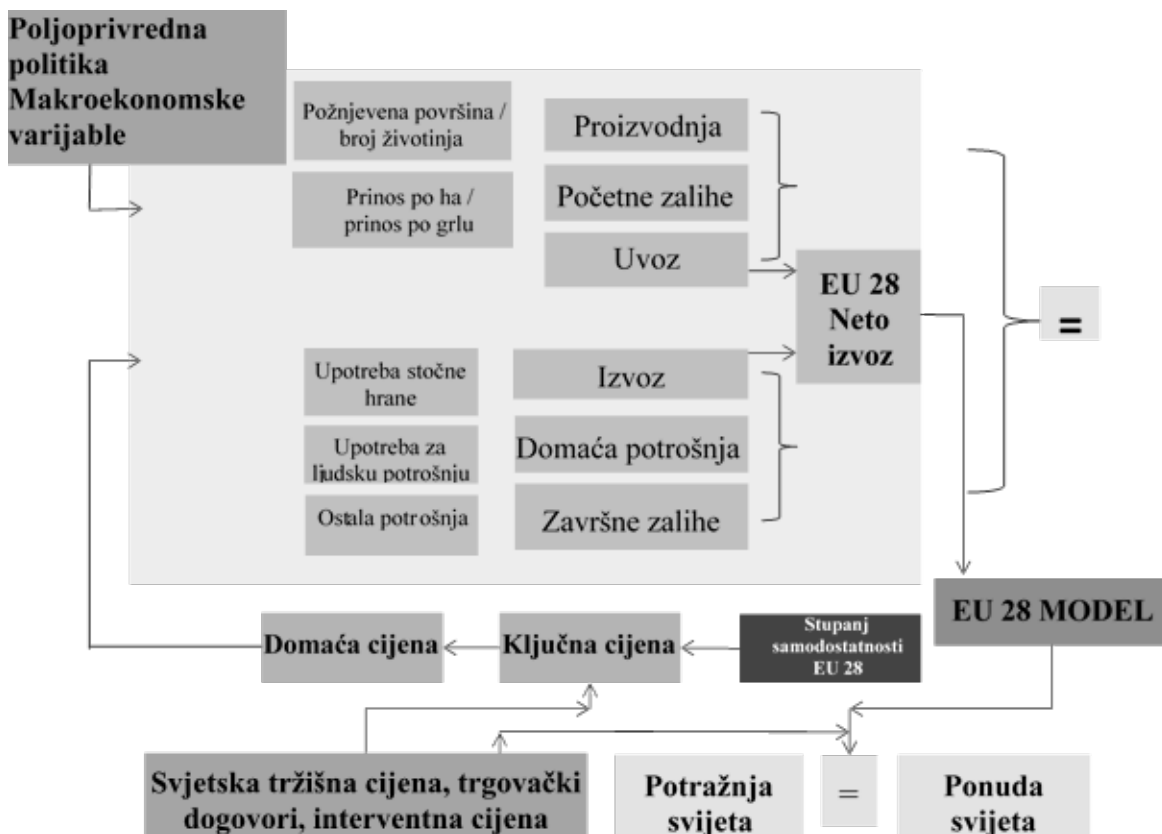 Poljoprivredna
politika
Makroekonomske
varijable
Požnjevena površina /
broj životinja
Proizvodnja
Prinos po ha /
prinos po grlu
Početne zalihe
Uvoz
EU 28
Neto
izvoz
=
Upotreba stočne
hrane
Izvoz
Upotreba za
ljudsku potrošnju
Domaća potrošnja
Ostala potrošnja
Završne zalihe
EU 28 MODEL
Domaća cijena
Ključna cijena
Stupanj
samodostatnosti
EU 28
Svjetska tržišna cijena, trgovački
dogovori, interventna cijena
Potražnja
svijeta
=
Ponuda
svijeta